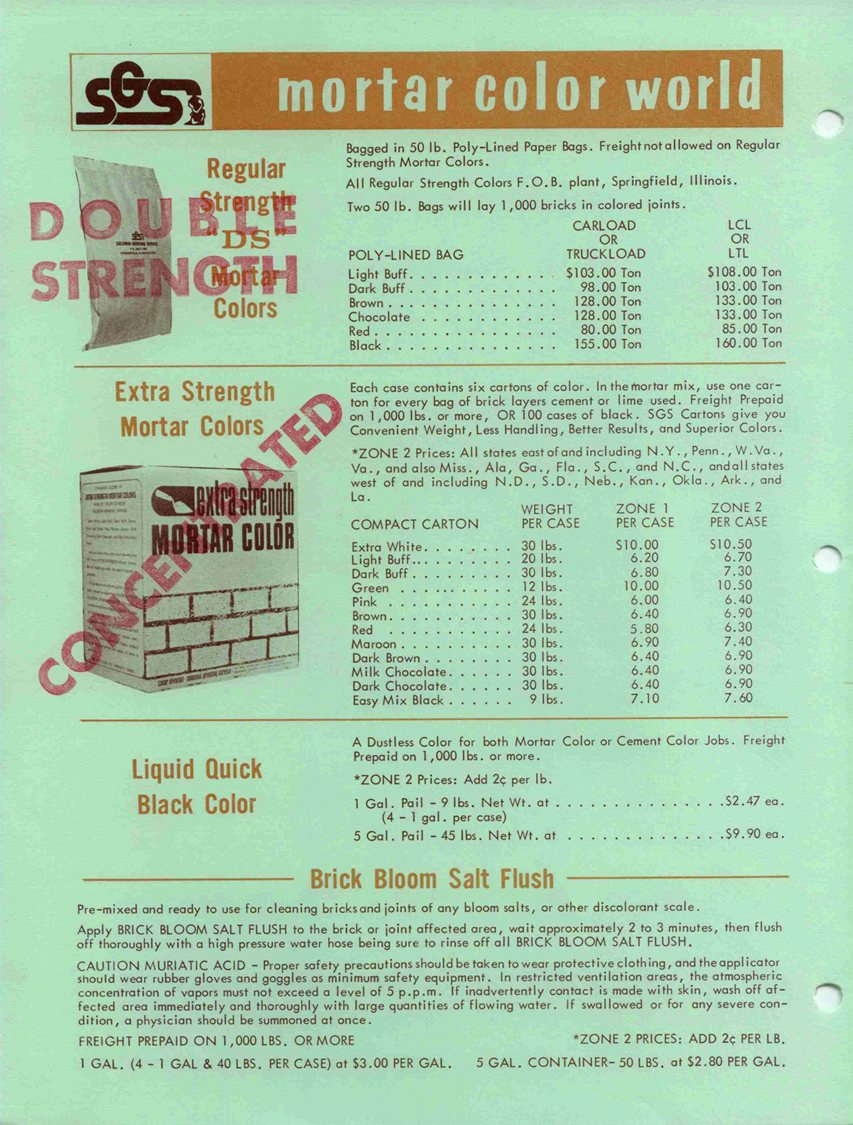 SGS
mortar color world
Regular
Strength
"DS"
Mortar
Colors
DOUBLE
STRENGTH
Bagged in 50 lb. Poly-Lined Paper Bags. Freight not allowed on Regular
Strength Mortar Colors.
All Regular Strength Colors F.O.B. plant, Springfield, Illinois.
Two 50 lb. Bags will lay 1,000 bricks in colored joints.
CARLOAD LCL
OR OR
POLY-LINED BAG TRUCKLOAD LTL
Light Buff. . . . . . . . . . . . . $103.00 Ton $108.00 Ton
Dark Buff. . . . . . . . . . . . . 98.00 Ton 103.00 Ton
Brown . . . . . . . . . . . . . . . 128.00 Ton 133.00 Ton
Chocolate . . . . . . . . . . . . 128.00 Ton 133.00 Ton
Red . . . . . . . . . . . . . . . . 80.00 Ton 85.00 Ton
Black . . . . . . . . . . . . . . . 155.00 Ton 160.00 Ton
Extra Strength
Mortar Colors
CONCENTRATED
extra strength
MORTAR COLOR
Each case contains six cartons of color. In the mortar mix, use one car-
ton for every bag of brick layers cement or lime used. Freight Prepaid
on 1,000 lbs. or more, OR 100 cases of black. SGS Cartons give you
Convenient Weight, Less Handling, Better Results, and Superior Colors.
*ZONE 2 Prices: All states east of and including N.Y., Penn., W.Va.,
Va., and also Miss., Ala, Ga., Fla., S.C., and N.C., and all states
west of and including N.D., S.D., Neb., Kan., Okla., Ark., and
La.
WEIGHT ZONE 1 ZONE 2
COMPACT CARTON PER CASE PER CASE PER CASE
Extra White. . . . . . . . 30 lbs. $10.00 $10.50
Light Buff.. . . . . . . . . 20 lbs. 6.20 6.70
Dark Buff. . . . . . . . . 30 lbs. 6.80 7.30
Green . . . . . . . . . . . 12 lbs. 10.00 10.50
Pink . . . . . . . . . . . 24 lbs. 6.00 6.40
Brown. . . . . . . . . . . 30 lbs. 6.40 6.90
Red . . . . . . . . . . . 24 lbs. 5.80 6.30
Maroon . . . . . . . . . . 30 lbs. 6.90 7.40
Dark Brown . . . . . . . . 30 lbs. 6.40 6.90
Milk Chocolate. . . . . . 30 lbs. 6.40 6.90
Dark Chocolate. . . . . . 30 lbs. 6.40 6.90
Easy Mix Black . . . . . . 9 lbs. 7.10 7.60
Liquid Quick
Black Color
A Dustless Color for both Mortar Color or Cement Color Jobs. Freight
Prepaid on 1,000 lbs. or more.
*ZONE 2 Prices: Add 2¢ per lb.
1 Gal. Pail - 9 lbs. Net Wt. at . . . . . . . . . . . . . . . .$2.47 ea.
(4 - 1 gal. per case)
5 Gal. Pail - 45 lbs. Net Wt. at . . . . . . . . . . . . . . .$9.90 ea.
Brick Bloom Salt Flush
Pre-mixed and ready to use for cleaning bricks and joints of any bloom salts, or other discolorant scale.
Apply BRICK BLOOM SALT FLUSH to the brick or joint affected area, wait approximately 2 to 3 minutes, then flush
off thoroughly with a high pressure water hose being sure to rinse off all BRICK BLOOM SALT FLUSH.
CAUTION MURIATIC ACID - Proper safety precautions should be taken to wear protective clothing, and the applicator
should wear rubber gloves and goggles as minimum safety equipment. In restricted ventilation areas, the atmospheric
concentration of vapors must not exceed a level of 5 p.p.m. If inadvertently contact is made with skin, wash off af-
fected area immediately and thoroughly with large quantities of flowing water. If swallowed or for any severe con-
dition, a physician should be summoned at once.
FREIGHT PREPAID ON 1,000 LBS. OR MORE *ZONE 2 PRICES: ADD 2¢ PER LB.
1 GAL. (4 - 1 GAL & 40 LBS. PER CASE) at $3.00 PER GAL. 5 GAL. CONTAINER- 50 LBS. at $2.80 PER GAL.